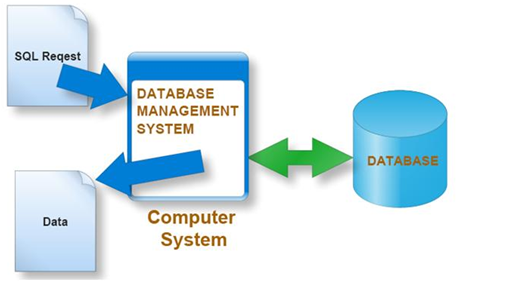 SQL Reqest
DATABASE
MANAGEMENT
SYSTEM
DATABASE
Data
Computer
System